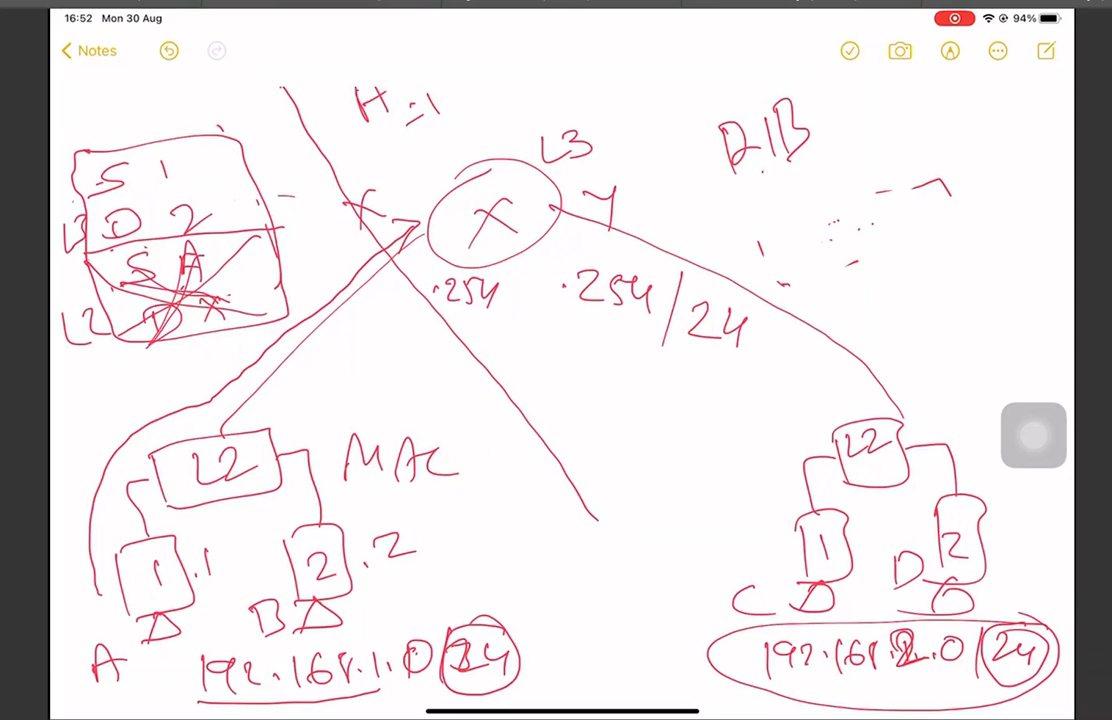 16:52 Mon 30 Aug
94%
Notes
H = 1
L3
RIB
S 1
L3 D 2
S A
L2 D X
X
X
Y
.254
.254/24
L2
MAC
L2
1 .1
2 .2
1
2
A
B
C
D
192.168.1.0/24
192.168.2.0/24